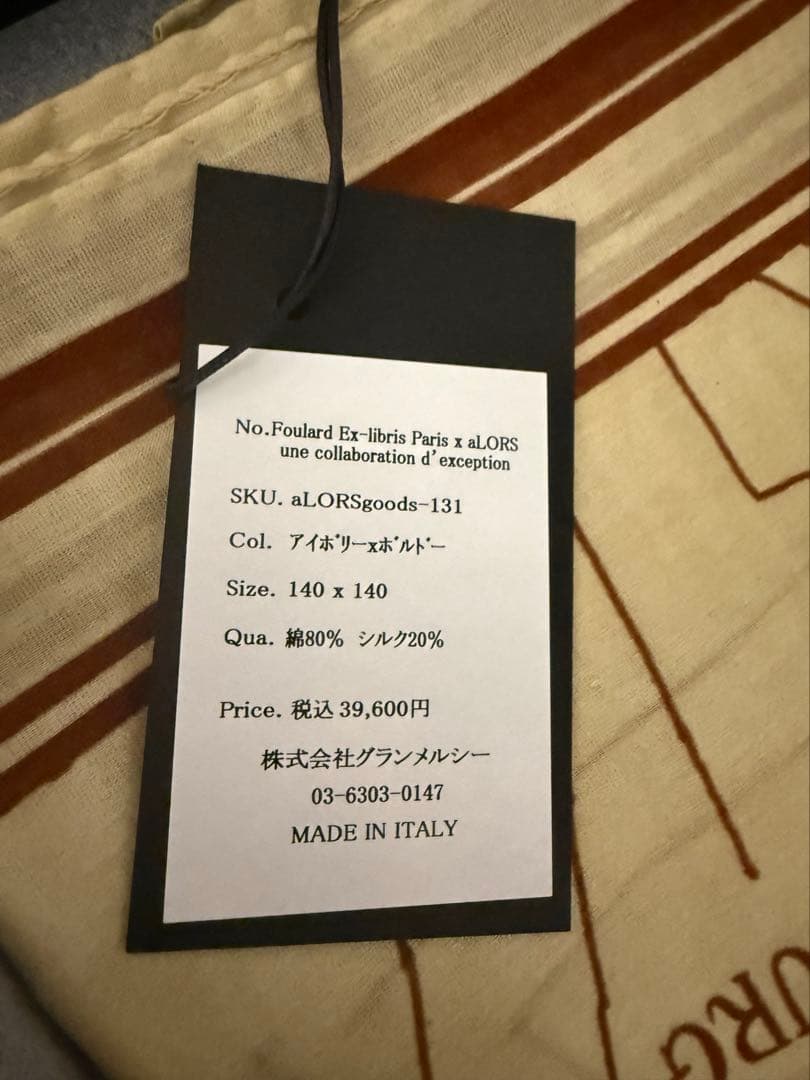 No.Foulard Ex-libris Paris x aLORS
une collaboration d'exception
SKU. aLORSgoods-131
Col. ｱｲﾎﾞﾘｰxﾎﾞﾙﾄﾞｰ
Size. 140 x 140
Qua. 綿80% シルク20%
Price. 税込 39,600円
株式会社グランメルシー
03-6303-0147
MADE IN ITALY
URG